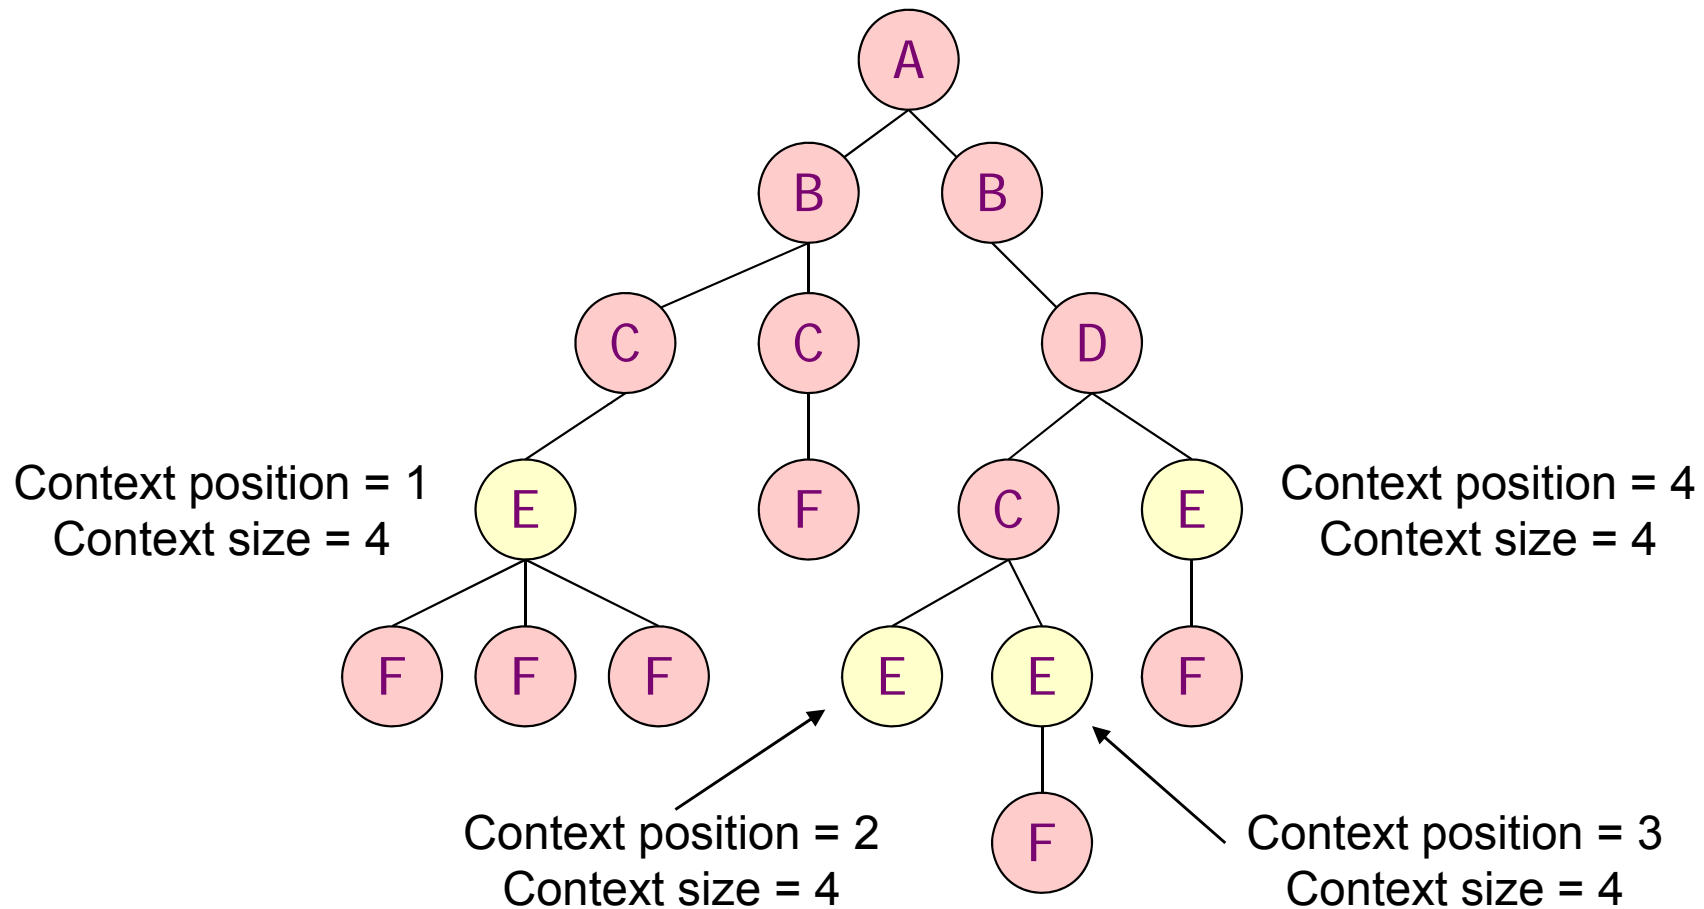 A
B B
C C D
Context position = 1
Context size = 4
E F C E
Context position = 4
Context size = 4
F F F E E F
Context position = 2
Context size = 4
F
Context position = 3
Context size = 4